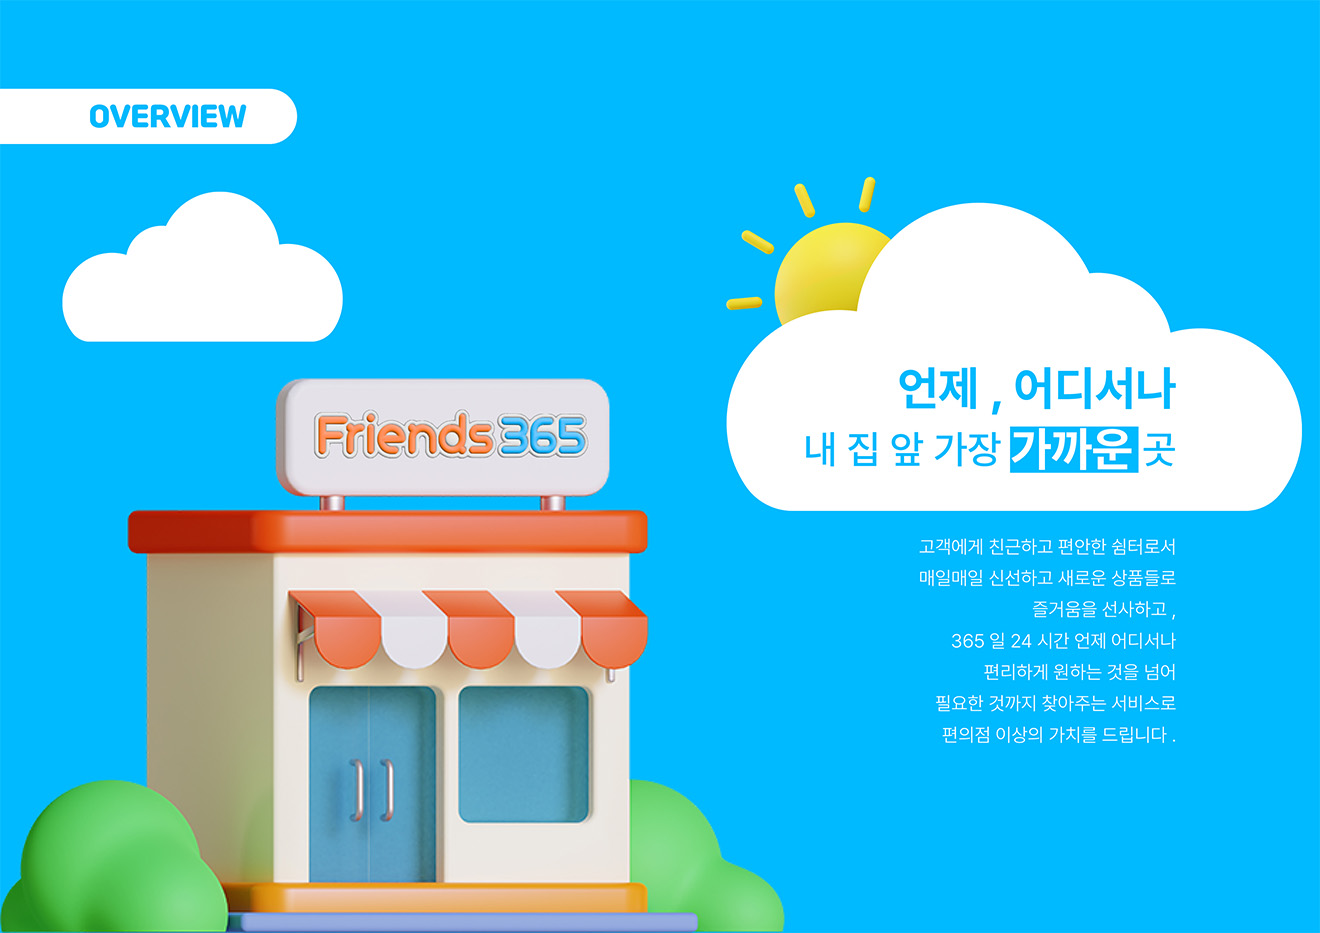 OVERVIEW
Friends365
언제 , 어디서나
내 집 앞 가장 가까운 곳
고객에게 친근하고 편안한 쉼터로서
매일매일 신선하고 새로운 상품들로
즐거움을 선사하고 ,
365 일 24 시간 언제 어디서나
편리하게 원하는 것을 넘어
필요한 것까지 찾아주는 서비스로
편의점 이상의 가치를 드립니다 .